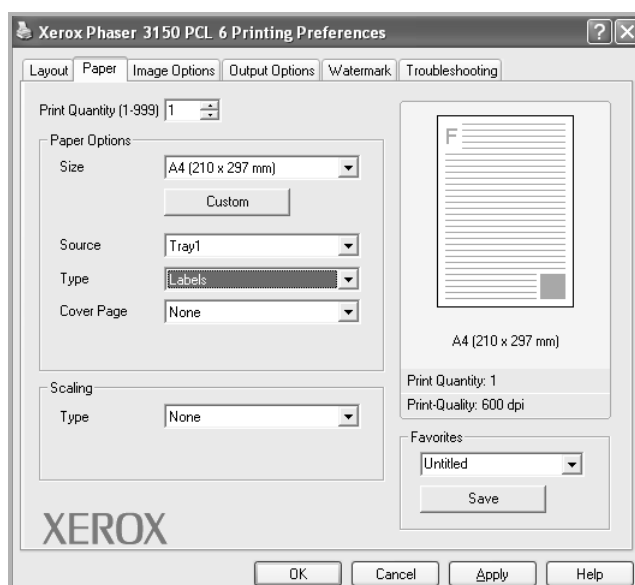 Xerox Phaser 3150 PCL 6 Printing Preferences
Layout Paper Image Options Output Options Watermark Troubleshooting
Print Quantity (1-999) 1
Paper Options
Size A4 (210 x 297 mm)
Custom
Source Tray1
Type Labels
Cover Page None
Scaling
Type None
XEROX
F
A4 (210 x 297 mm)
Print Quantity: 1
Print-Quality: 600 dpi
Favorites
Untitled
Save
OK Cancel Apply Help